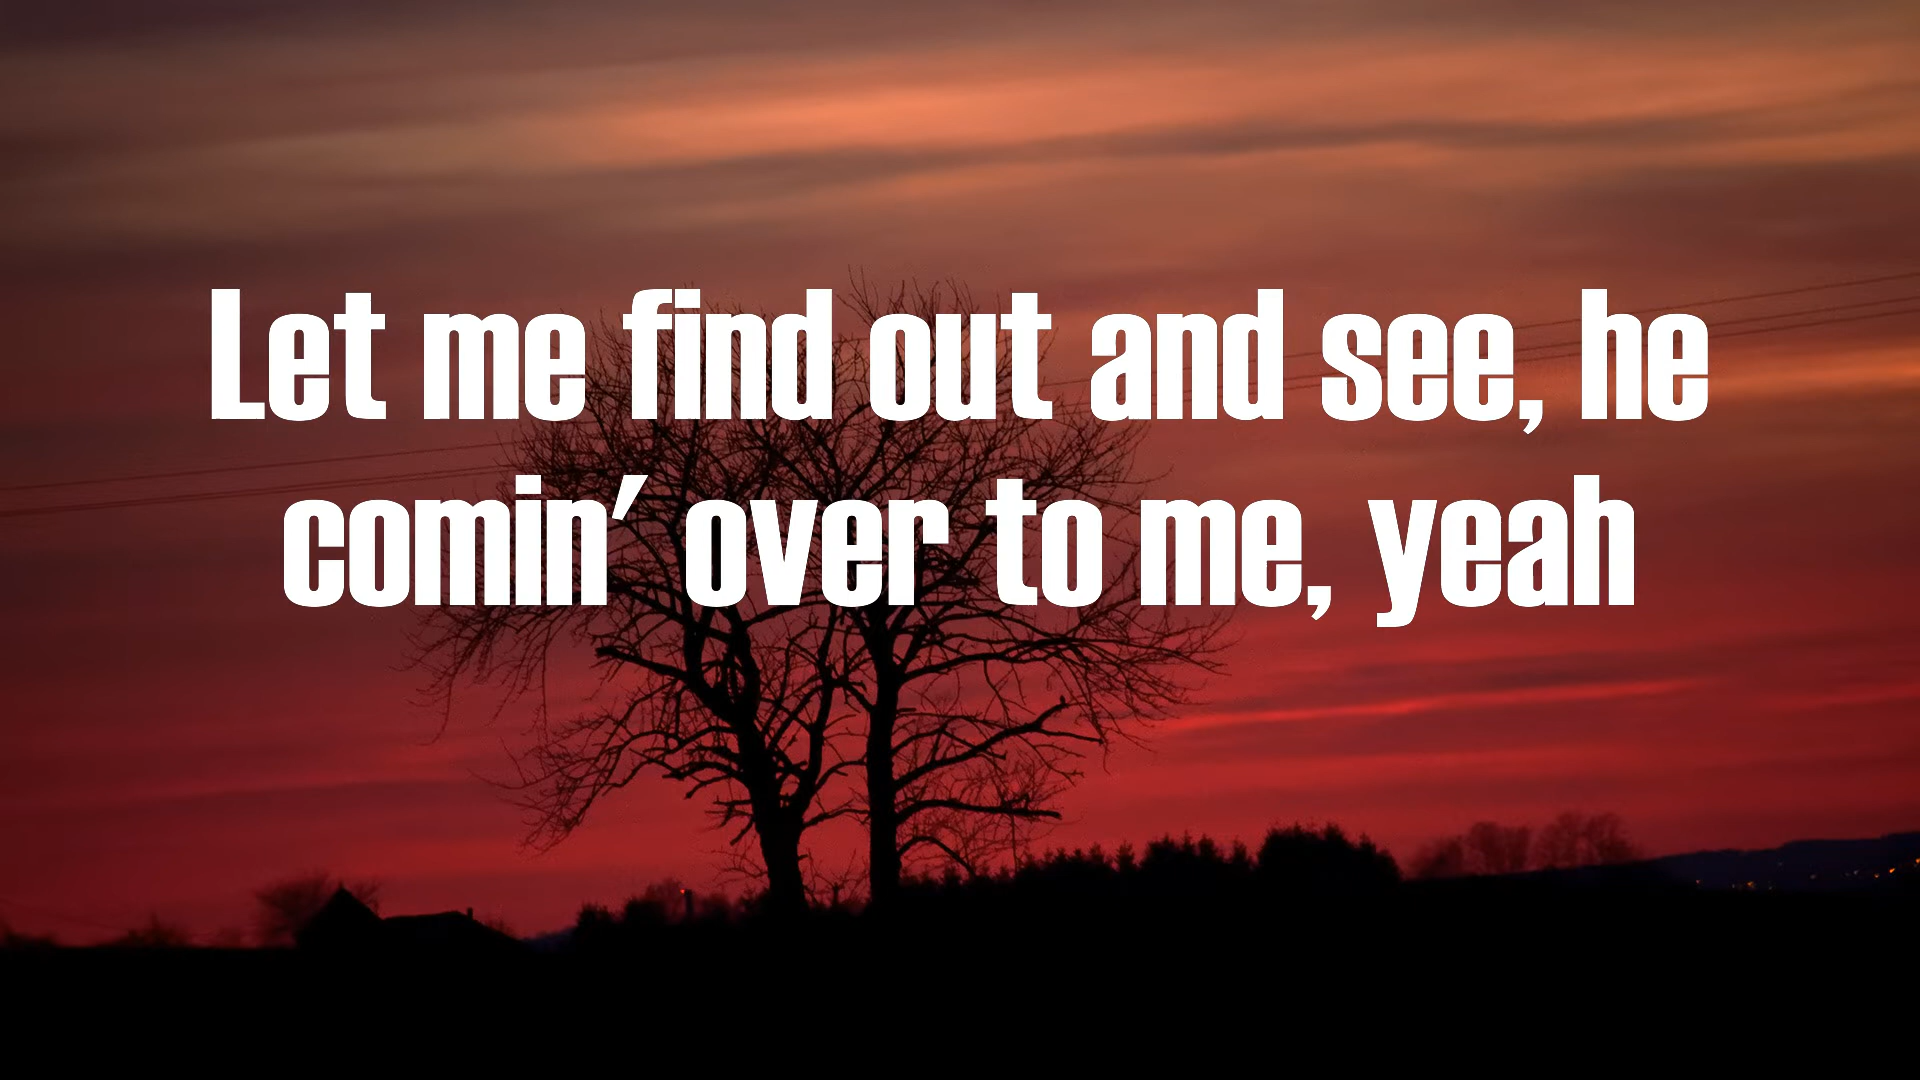 Let me find out and see, he
comin' over to me, yeah